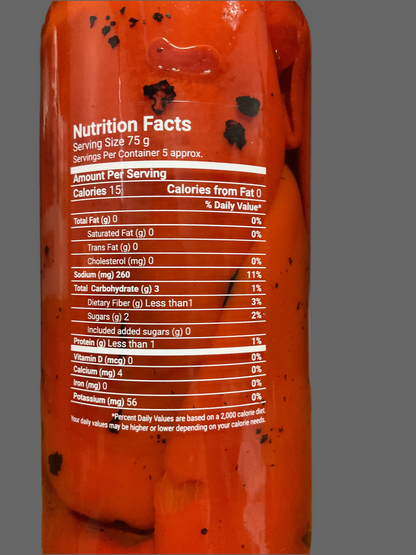 Nutrition Facts
Serving Size 75 g
Servings Per Container 5 approx.
Amount Per Serving
Calories 15 Calories from Fat 0
% Daily Value*
Total Fat (g) 0 0%
Saturated Fat (g) 0 0%
Trans Fat (g) 0
Cholesterol (mg) 0 0%
Sodium (mg) 260 11%
Total Carbohydrate (g) 3 1%
Dietary Fiber (g) Less than1 3%
Sugars (g) 2 2%
Included added sugars (g) 0
Protein (g) Less than 1 1%
Vitamin D (mcg) 0 0%
Calcium (mg) 4 0%
Iron (mg) 0 0%
Potassium (mg) 56 0%
*Percent Daily Values are based on a 2,000 calorie diet.
Your daily values may be higher or lower depending on your calorie needs.